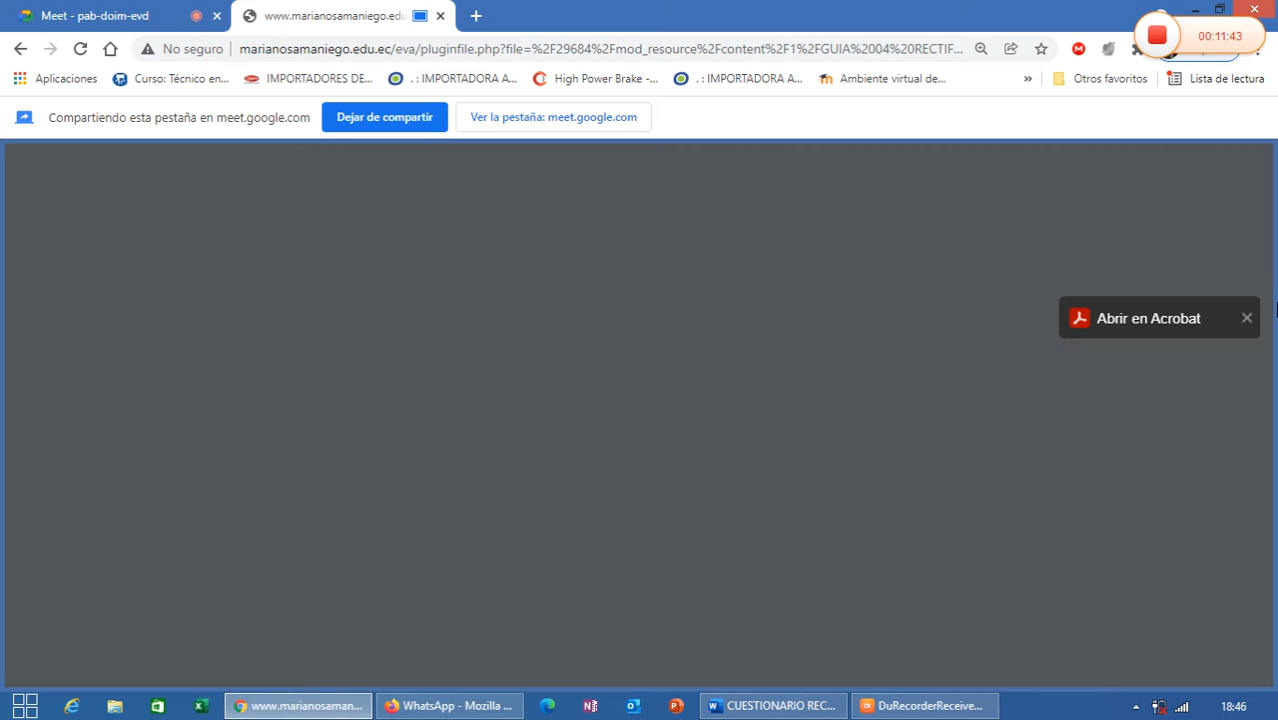 Meet - pab-doim-evd
www.marianosamaniego.edu
00:11:43
No seguro
marianosamaniego.edu.ec/eva/pluginfile.php?file=%2F29684%2Fmod_resource%2Fcontent%2F1%2FGUIA%2004%20RECTIF...
Aplicaciones
Curso: Técnico en...
IMPORTADORES DE...
. : IMPORTADORA A...
High Power Brake -...
. : IMPORTADORA A...
Ambiente virtual de...
»
Otros favoritos
Lista de lectura
Compartiendo esta pestaña en meet.google.com
Dejar de compartir
Ver la pestaña: meet.google.com
Abrir en Acrobat
www.marianosaman...
WhatsApp - Mozilla ...
CUESTIONARIO REC...
DuRecorderReceive...
18:46